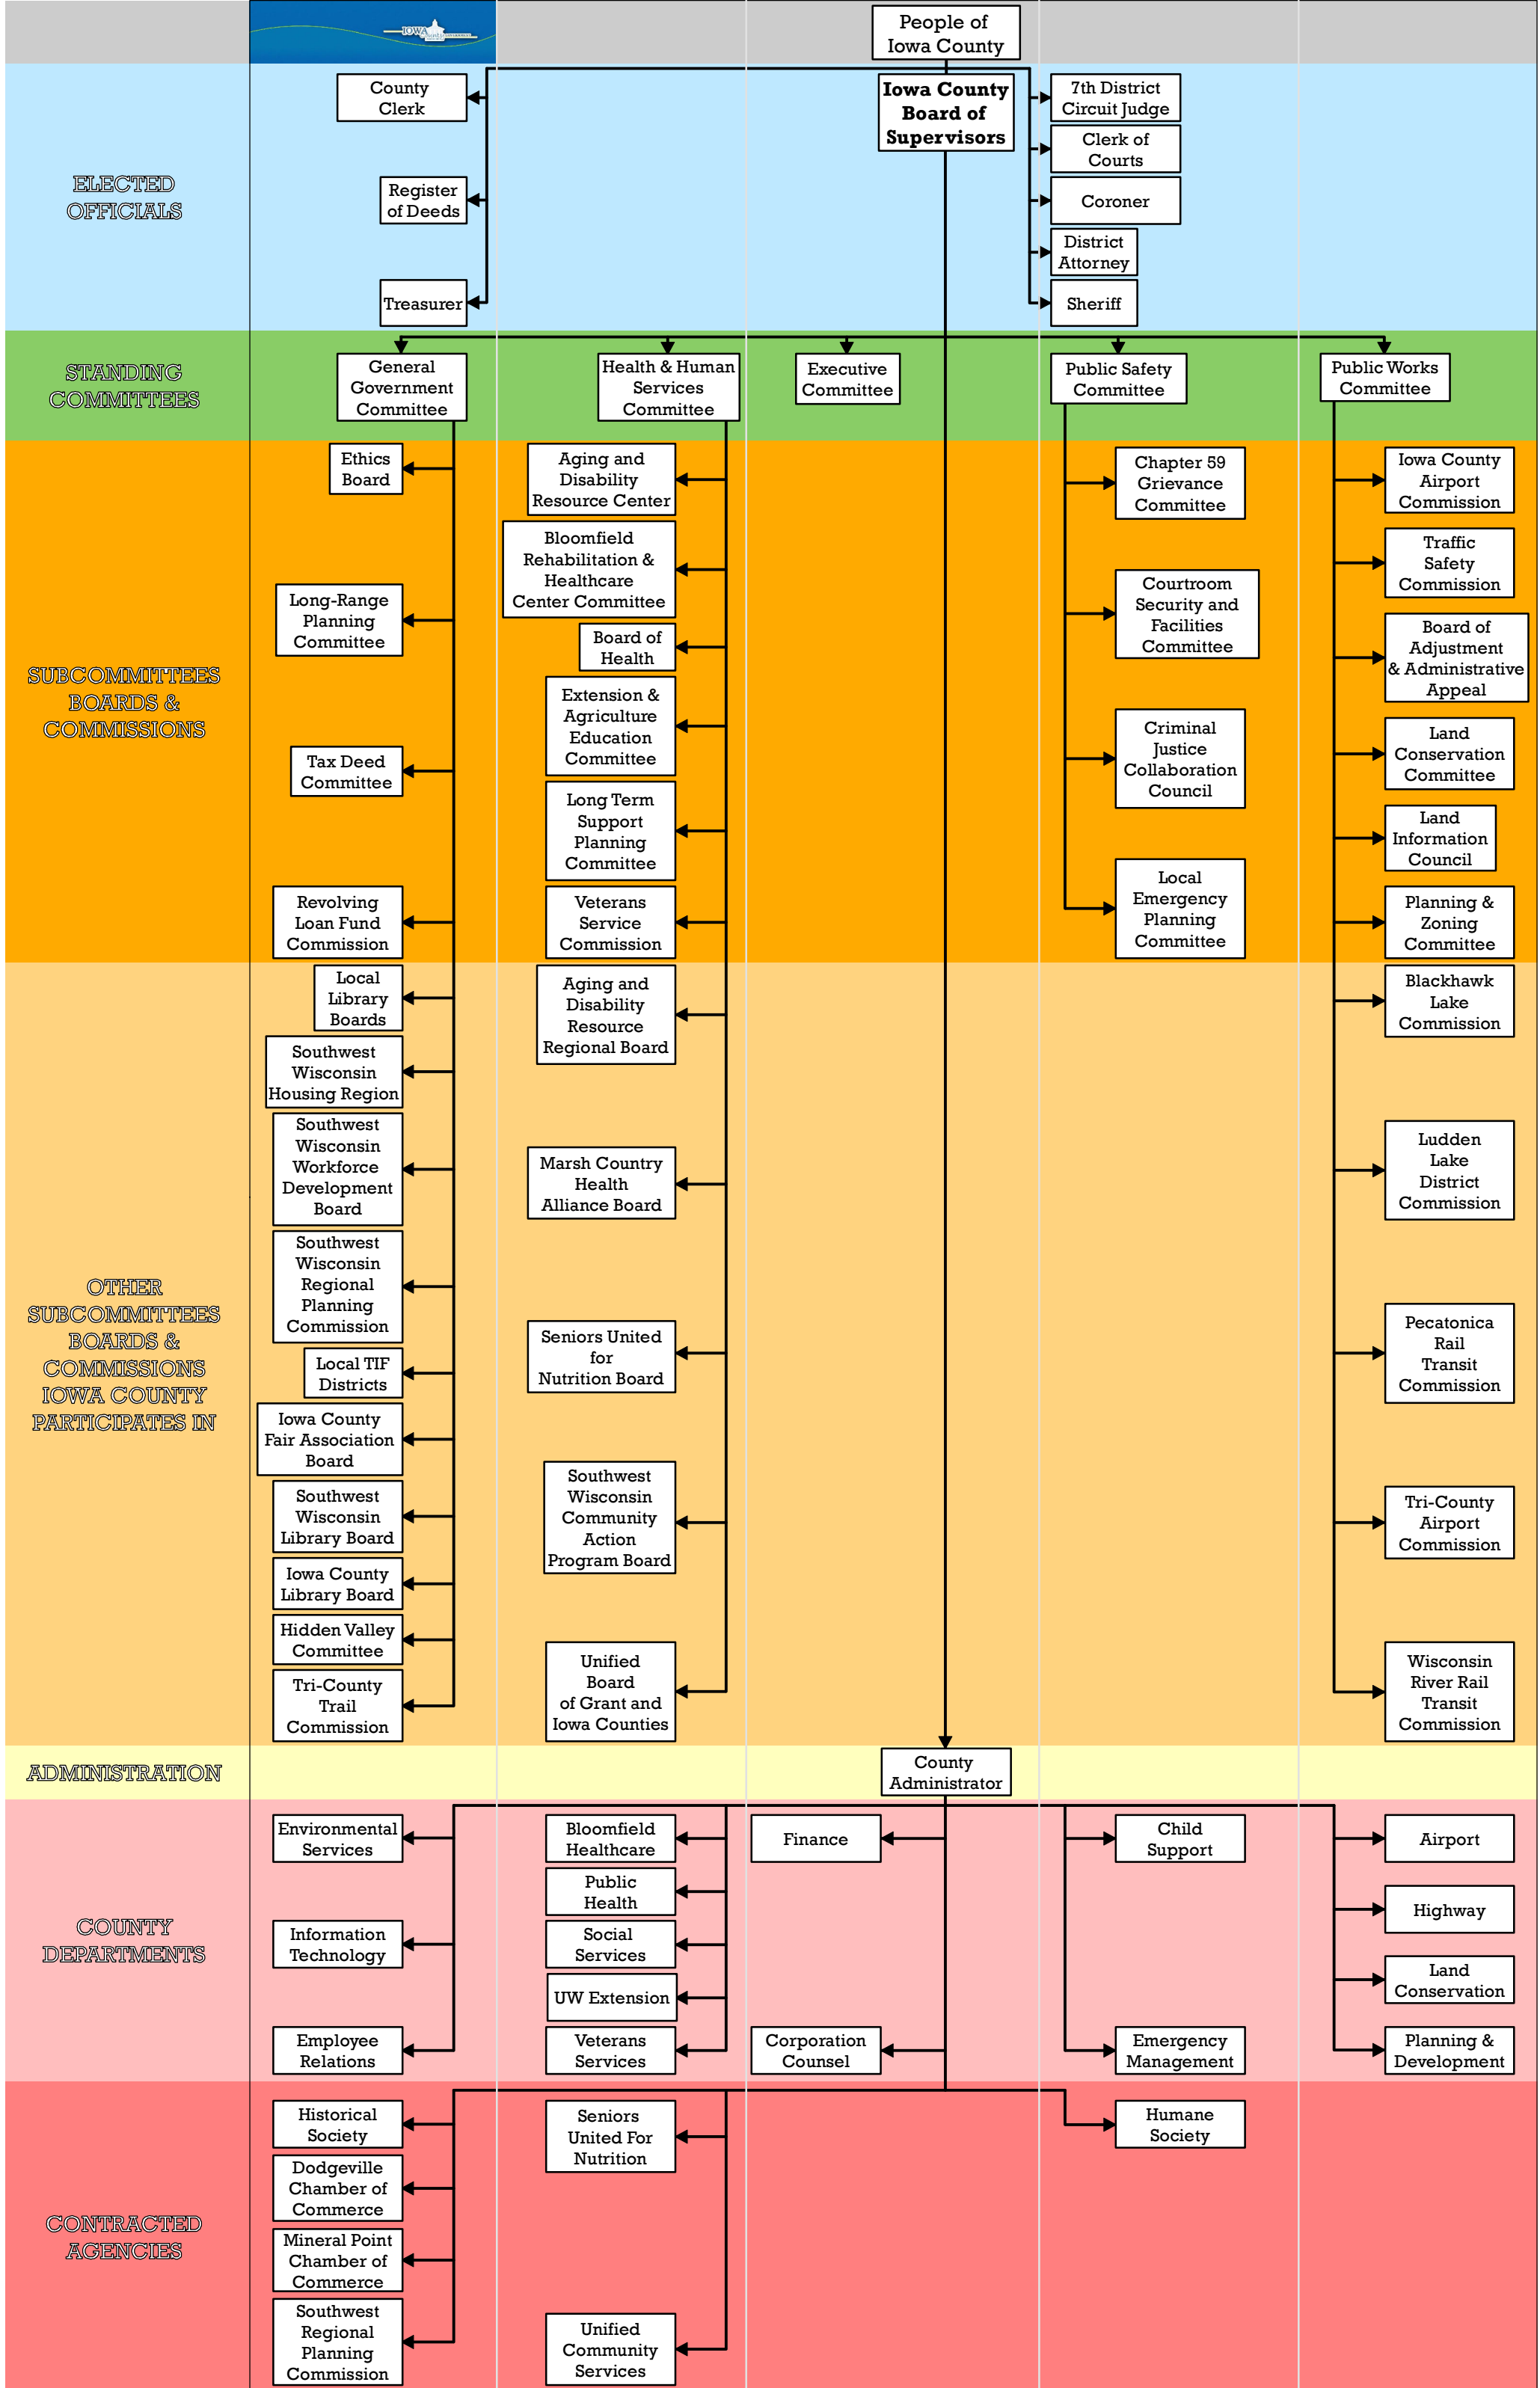 IOWA
People of
Iowa County
ELECTED
OFFICIALS
County
Clerk
Register
of Deeds
Treasurer
Iowa County
Board of
Supervisors
7th District
Circuit Judge
Clerk of
Courts
Coroner
District
Attorney
Sheriff
STANDING
COMMITTEES
General
Government
Committee
Health & Human
Services
Committee
Executive
Committee
Public Safety
Committee
Public Works
Committee
SUBCOMMITTEES
BOARDS &
COMMISSIONS
Ethics
Board
Long-Range
Planning
Committee
Tax Deed
Committee
Revolving
Loan Fund
Commission
Aging and
Disability
Resource Center
Bloomfield
Rehabilitation &
Healthcare
Center Committee
Board of
Health
Extension &
Agriculture
Education
Committee
Long Term
Support
Planning
Committee
Veterans
Service
Commission
Chapter 59
Grievance
Committee
Courtroom
Security and
Facilities
Committee
Criminal
Justice
Collaboration
Council
Local
Emergency
Planning
Committee
Iowa County
Airport
Commission
Traffic
Safety
Commission
Board of
Adjustment
& Administrative
Appeal
Land
Conservation
Committee
Land
Information
Council
Planning &
Zoning
Committee
OTHER
SUBCOMMITTEES
BOARDS &
COMMISSIONS
IOWA COUNTY
PARTICIPATES IN
Local
Library
Boards
Southwest
Wisconsin
Housing Region
Southwest
Wisconsin
Workforce
Development
Board
Southwest
Wisconsin
Regional
Planning
Commission
Local TIF
Districts
Iowa County
Fair Association
Board
Southwest
Wisconsin
Library Board
Iowa County
Library Board
Hidden Valley
Committee
Tri-County
Trail
Commission
Aging and
Disability
Resource
Regional Board
Marsh Country
Health
Alliance Board
Seniors United
for
Nutrition Board
Southwest
Wisconsin
Community
Action
Program Board
Unified
Board
of Grant and
Iowa Counties
Blackhawk
Lake
Commission
Ludden
Lake
District
Commission
Pecatonica
Rail
Transit
Commission
Tri-County
Airport
Commission
Wisconsin
River Rail
Transit
Commission
ADMINISTRATION
County
Administrator
COUNTY
DEPARTMENTS
Environmental
Services
Information
Technology
Employee
Relations
Bloomfield
Healthcare
Public
Health
Social
Services
UW Extension
Veterans
Services
Finance
Corporation
Counsel
Child
Support
Emergency
Management
Airport
Highway
Land
Conservation
Planning &
Development
CONTRACTED
AGENCIES
Historical
Society
Dodgeville
Chamber of
Commerce
Mineral Point
Chamber of
Commerce
Southwest
Regional
Planning
Commission
Seniors
United For
Nutrition
Unified
Community
Services
Humane
Society